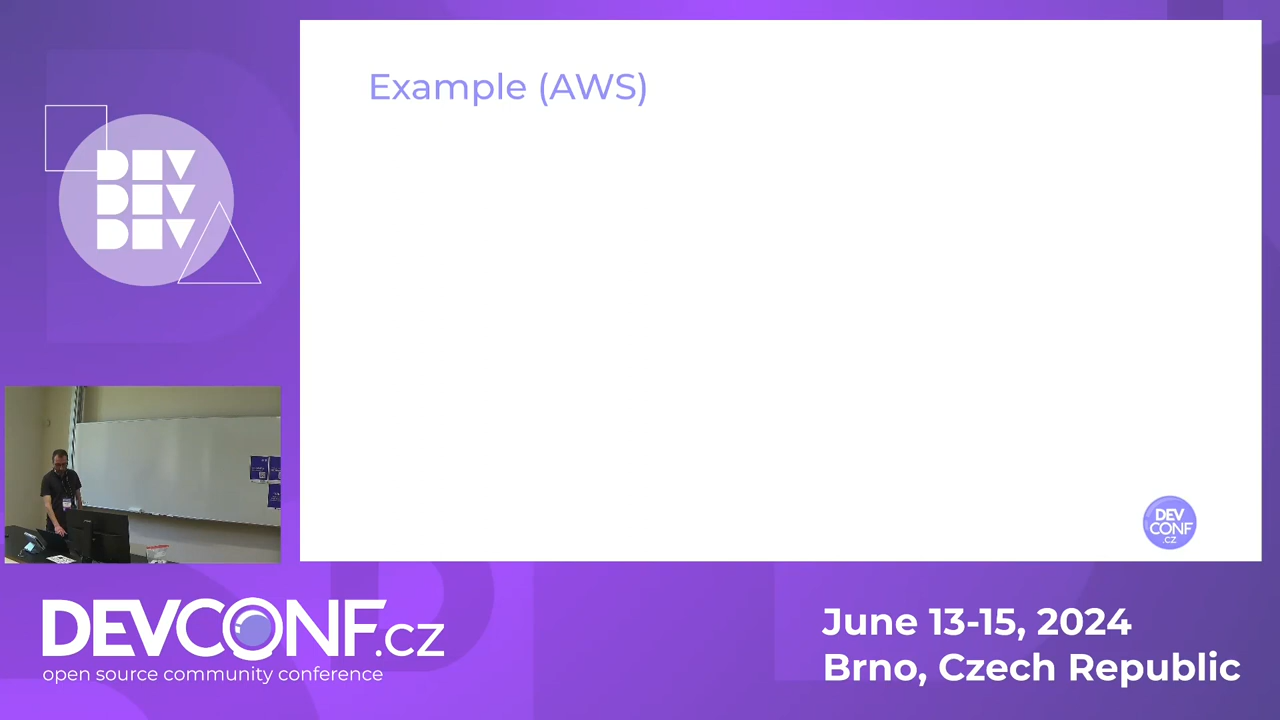 Example (AWS)
DEV
DEV
DEV
DEV
CONF
.CZ
DEVCONF.cz
open source community conference
June 13-15, 2024
Brno, Czech Republic